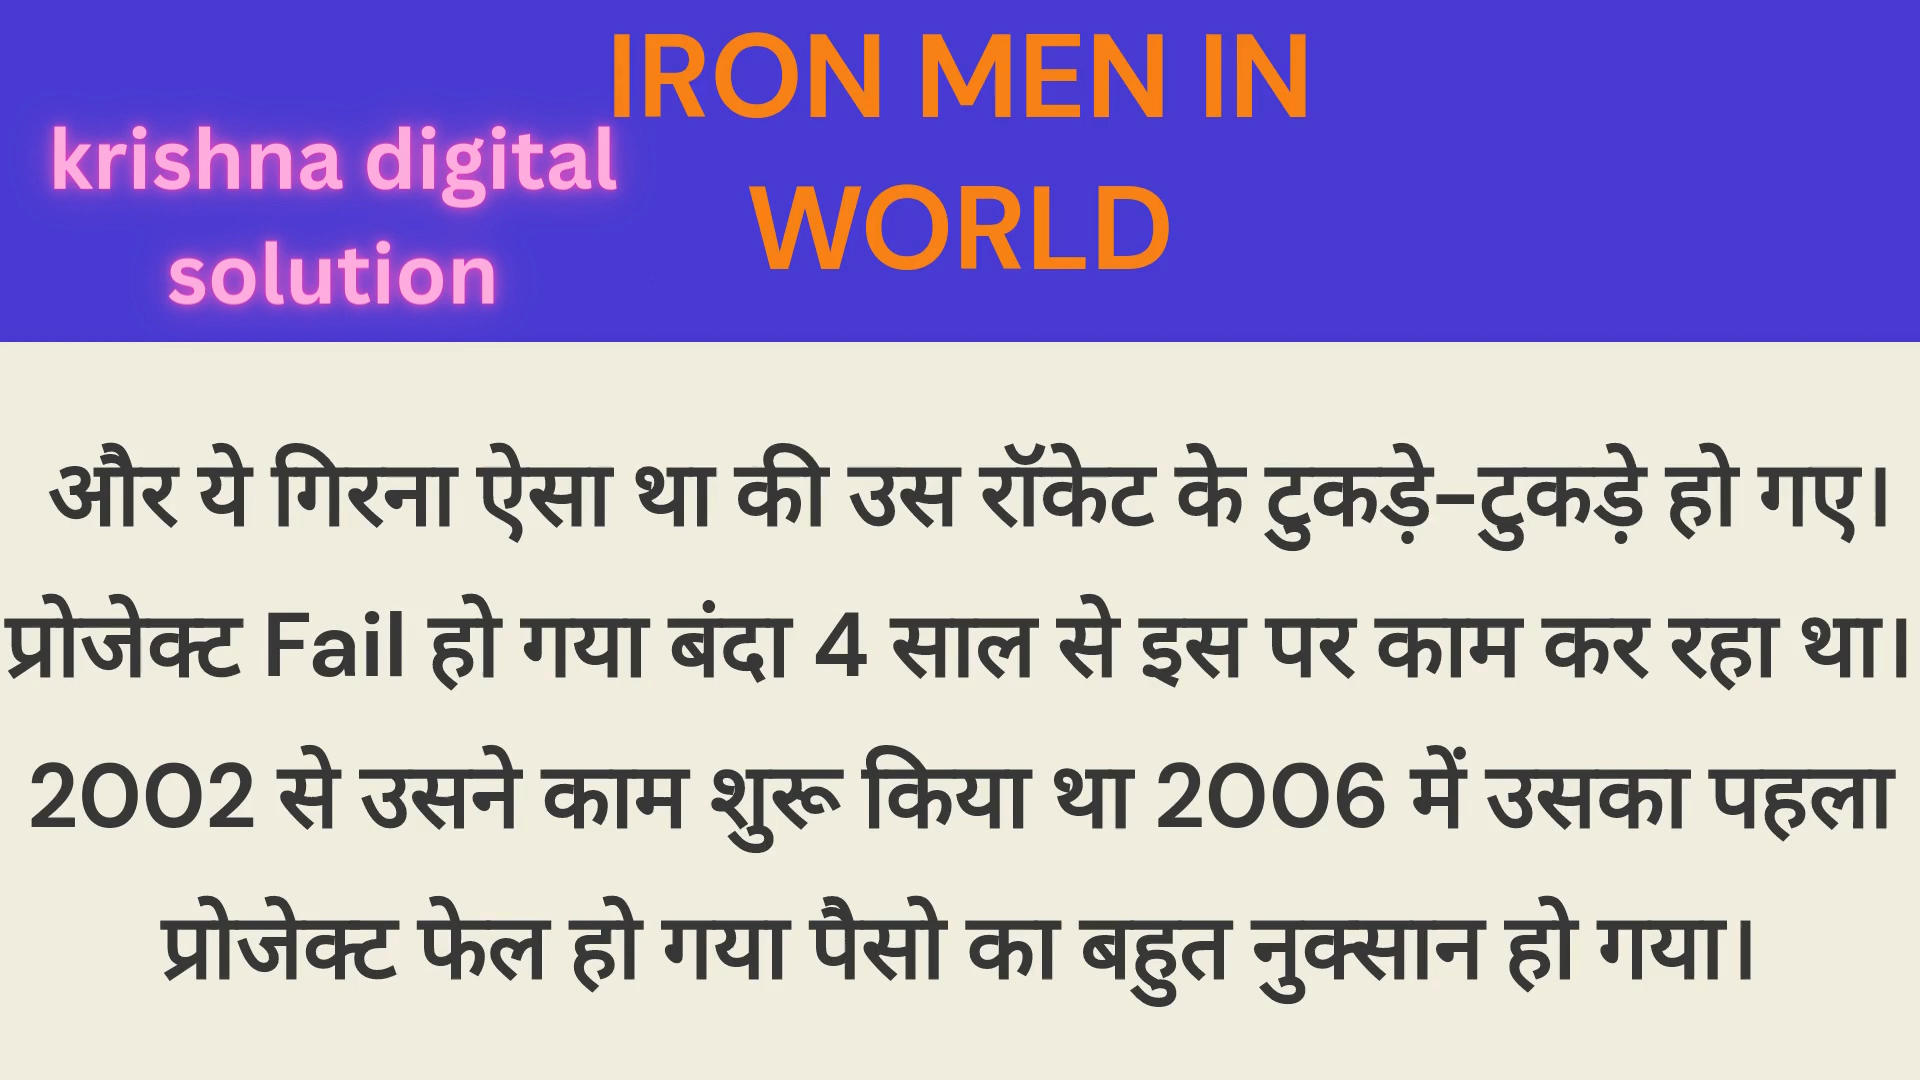 IRON MEN IN
WORLD
krishna digital
solution
और ये गिरना ऐसा था की उस रॉकेट के टुकड़े-टुकड़े हो गए।
प्रोजेक्ट Fail हो गया बंदा 4 साल से इस पर काम कर रहा था।
2002 से उसने काम शुरू किया था 2006 में उसका पहला
प्रोजेक्ट फेल हो गया पैसो का बहुत नुक्सान हो गया।